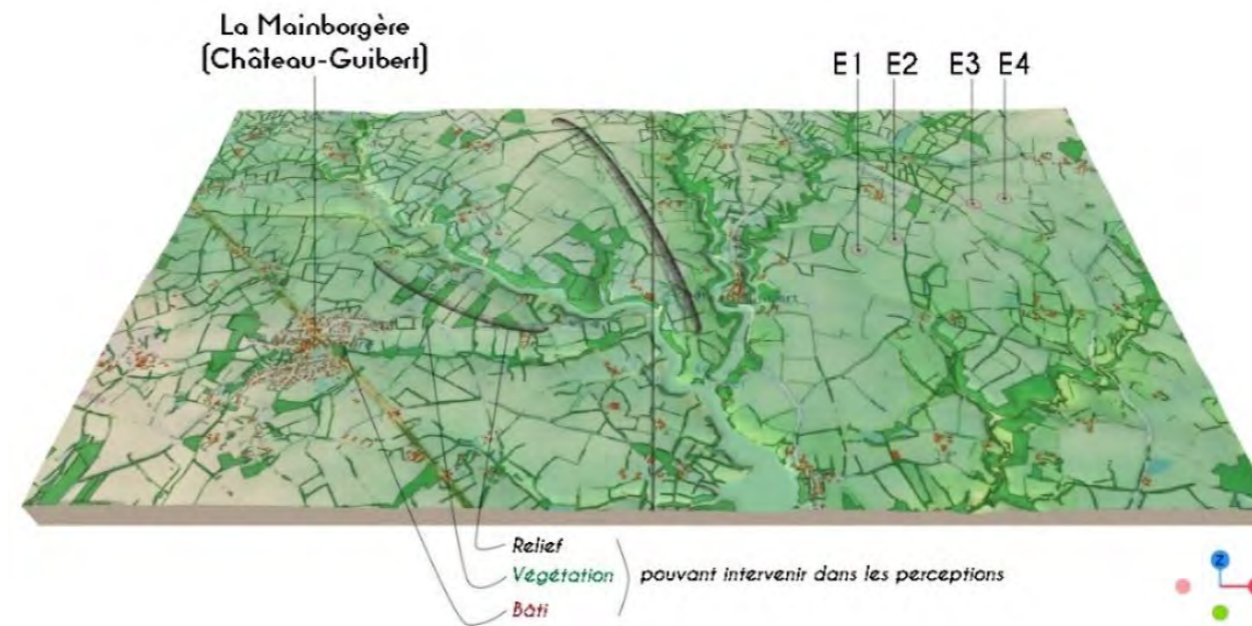 La Mainborgère
(Château-Guibert)
E1 E2 E3 E4
Relief
Végétation
pouvant intervenir dans les perceptions
Bâti
Z